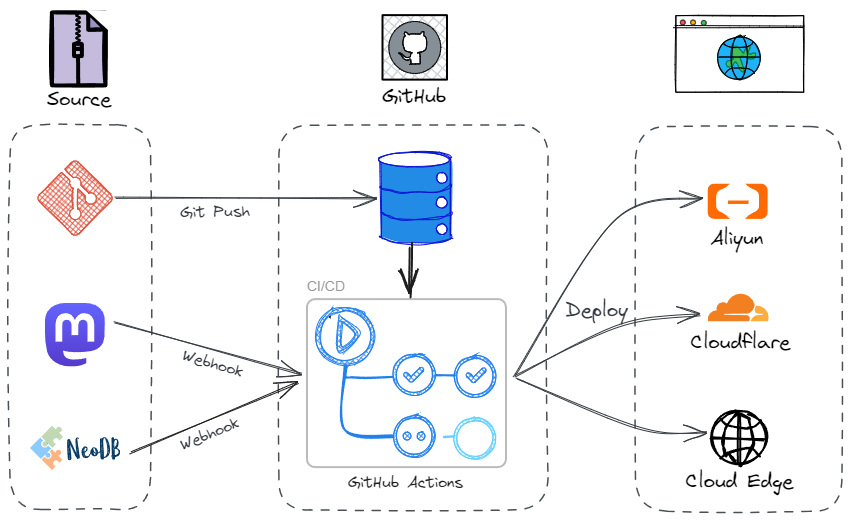 Source
GitHub
Git Push
Aliyun
CI/CD
Deploy
Cloudflare
Webhook
Webhook
NeoDB
Cloud Edge
GitHub Actions